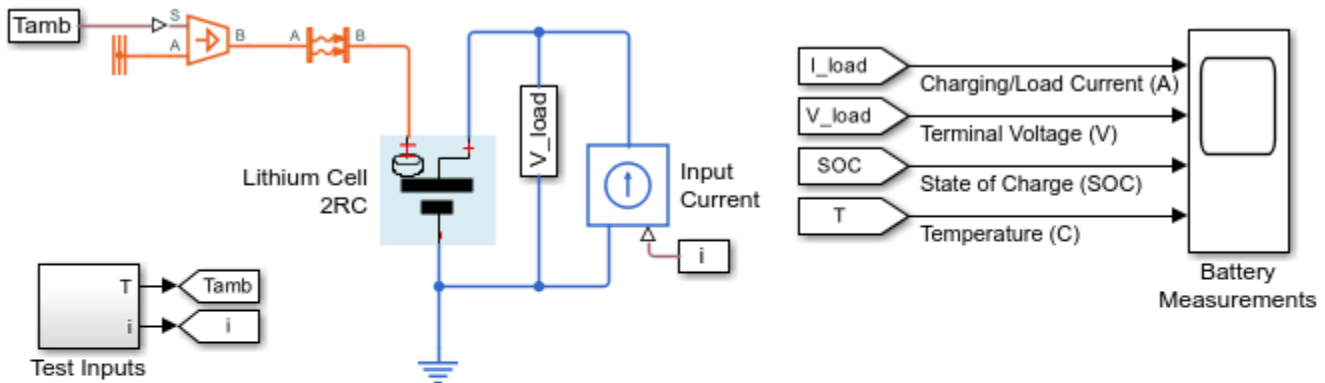 Tamb
S
A
B
A
B
V_load
Lithium Cell
2RC
Input
Current
i
T
i
Tamb
i
Test Inputs
I_load
Charging/Load Current (A)
V_load
Terminal Voltage (V)
SOC
State of Charge (SOC)
T
Temperature (C)
Battery
Measurements